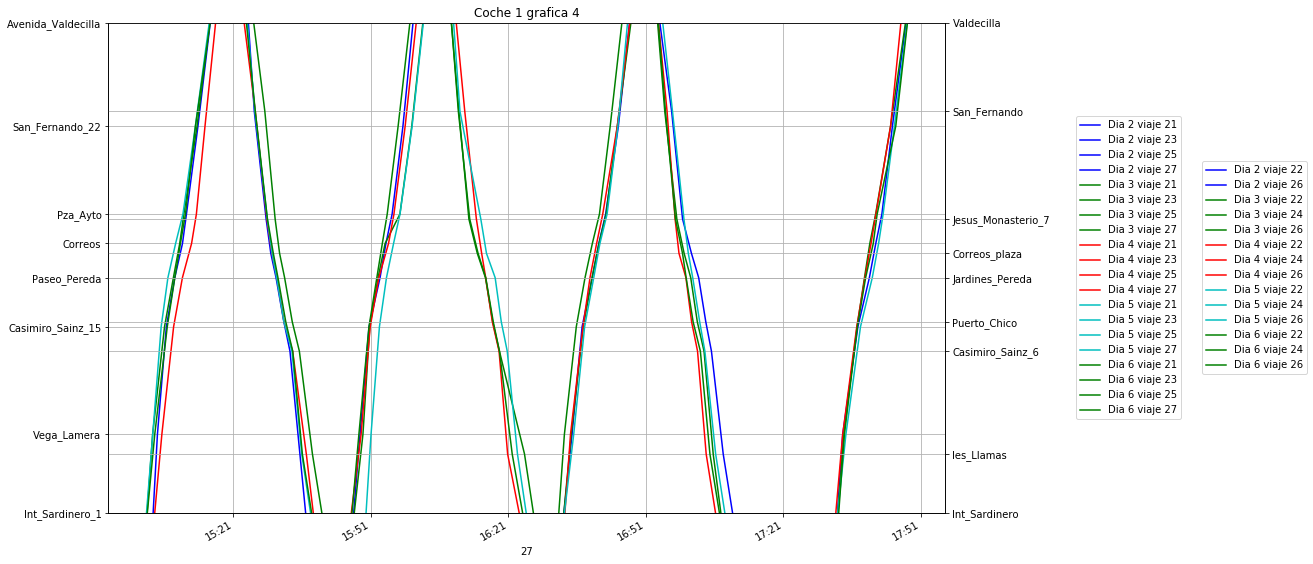 Coche 1 grafica 4
Avenida_Valdecilla
San_Fernando_22
Pza_Ayto
Correos
Paseo_Pereda
Casimiro_Sainz_15
Vega_Lamera
Int_Sardinero_1
Valdecilla
San_Fernando
Jesus_Monasterio_7
Correos_plaza
Jardines_Pereda
Puerto_Chico
Casimiro_Sainz_6
Ies_Llamas
Int_Sardinero
15:21
15:51
16:21
16:51
17:21
17:51
27
Dia 2 viaje 21
Dia 2 viaje 23
Dia 2 viaje 25
Dia 2 viaje 27
Dia 3 viaje 21
Dia 3 viaje 23
Dia 3 viaje 25
Dia 3 viaje 27
Dia 4 viaje 21
Dia 4 viaje 23
Dia 4 viaje 25
Dia 4 viaje 27
Dia 5 viaje 21
Dia 5 viaje 23
Dia 5 viaje 25
Dia 5 viaje 27
Dia 6 viaje 21
Dia 6 viaje 23
Dia 6 viaje 25
Dia 6 viaje 27
Dia 2 viaje 22
Dia 2 viaje 26
Dia 3 viaje 22
Dia 3 viaje 24
Dia 3 viaje 26
Dia 4 viaje 22
Dia 4 viaje 24
Dia 4 viaje 26
Dia 5 viaje 22
Dia 5 viaje 24
Dia 5 viaje 26
Dia 6 viaje 22
Dia 6 viaje 24
Dia 6 viaje 26